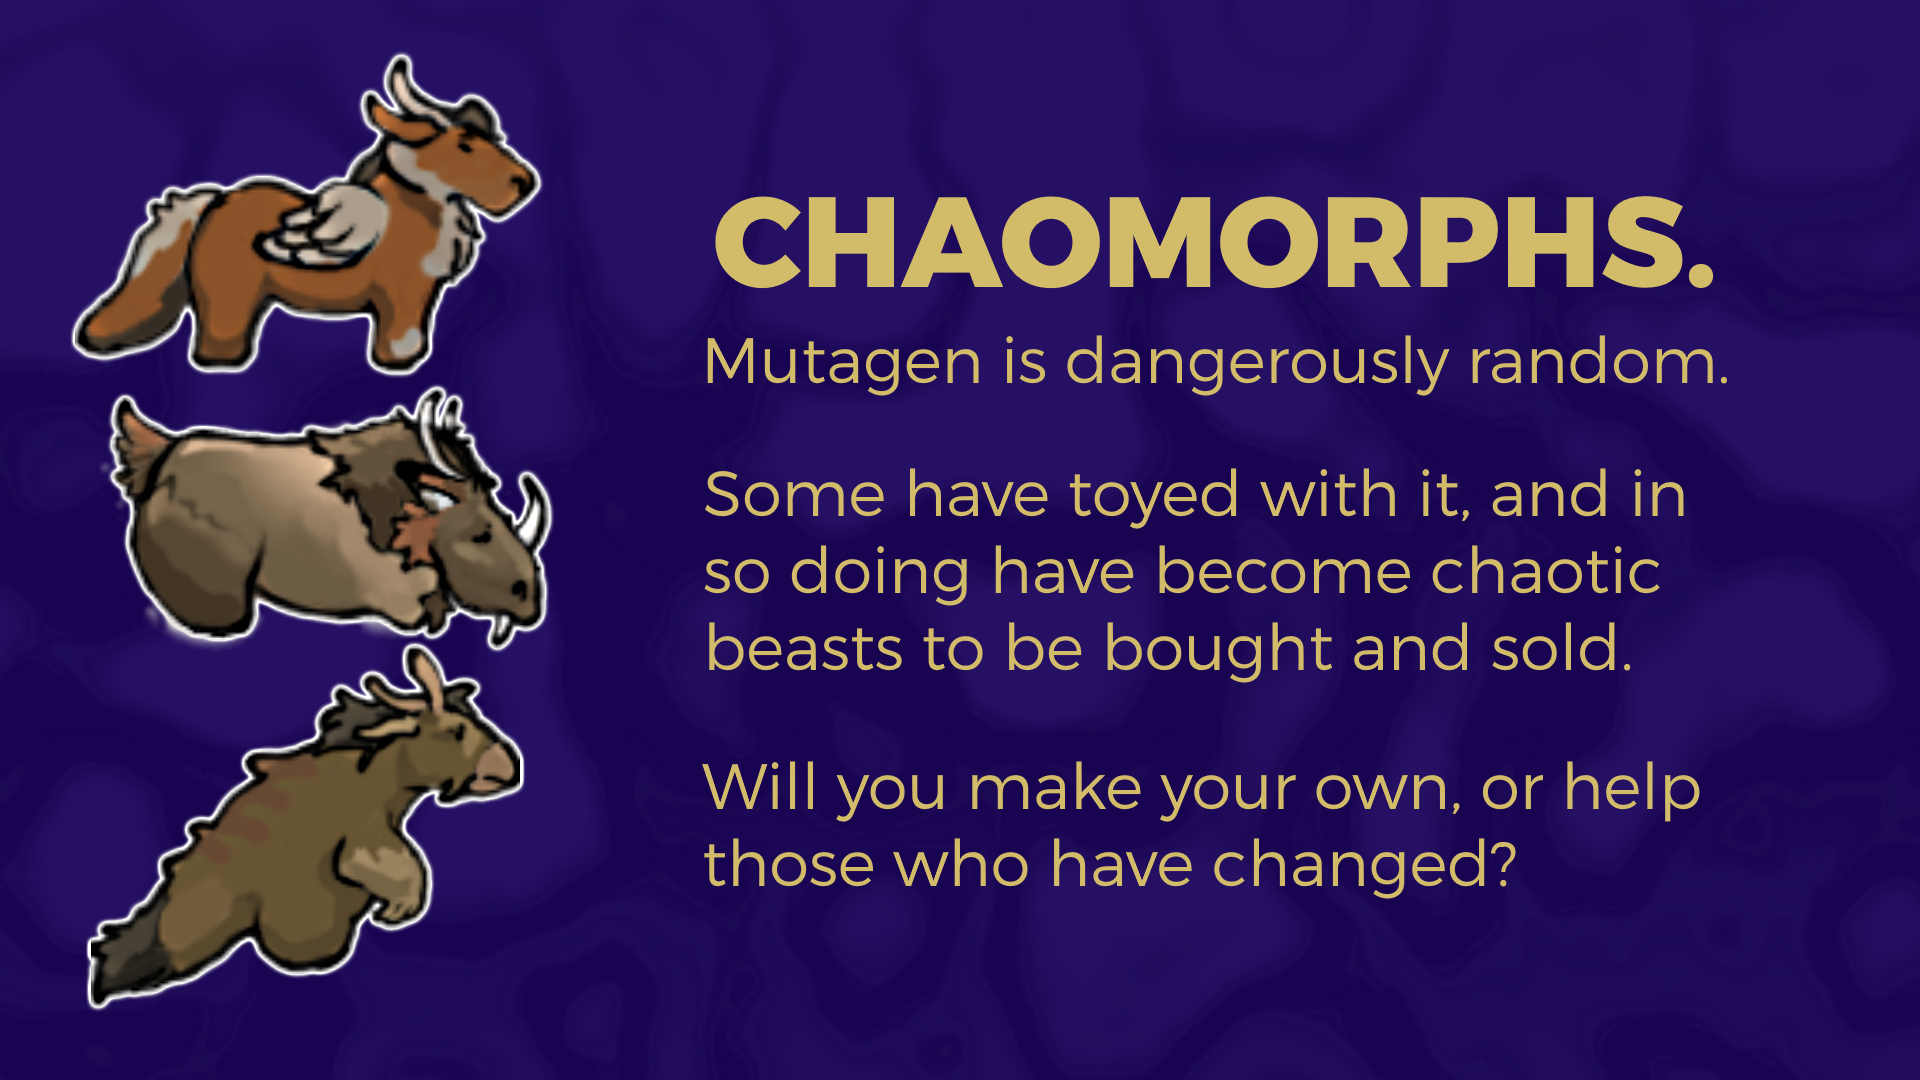 CHAOMORPHS.
Mutagen is dangerously random.
Some have toyed with it, and in
so doing have become chaotic
beasts to be bought and sold.
Will you make your own, or help
those who have changed?